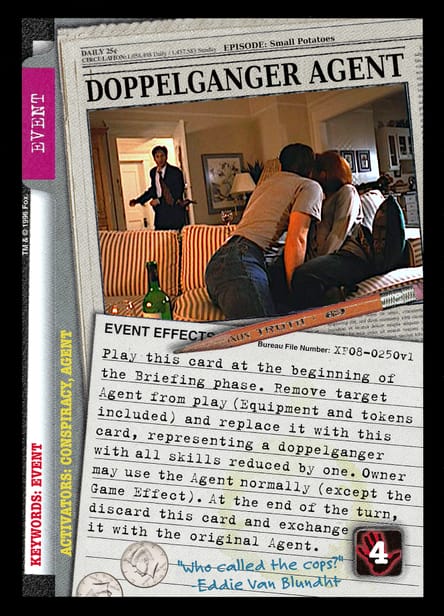 DAILY 25¢
EPISODE: Small Potatoes
DOPPELGANGER AGENT
EVENT
TM & © 1996 Fox.
KEYWORDS: EVENT
ACTIVATORS: CONSPIRACY, AGENT
EVENT EFFECTS
Bureau File Number: XF08-0250v1
Play this card at the beginning of
the Briefing phase. Remove target
Agent from play (Equipment and tokens
included) and replace it with this
card, representing a doppelganger
with all skills reduced by one. Owner
may use the Agent normally (except the
Game Effect). At the end of the turn,
discard this card and exchange
it with the original Agent.
4
"Who called the cops?"
-Eddie Van Blundht